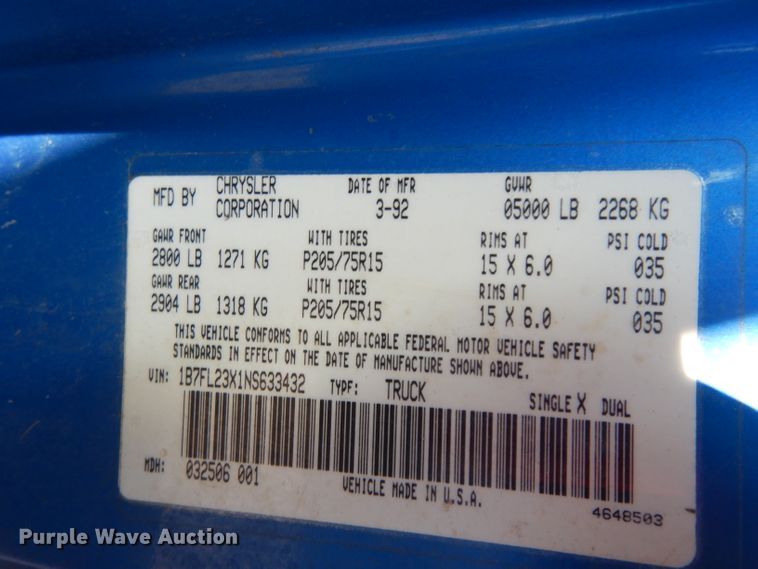 MFD BY CHRYSLER CORPORATION DATE OF MFR 3-92 GVWR 05000 LB 2268 KG
GAWR FRONT WITH TIRES RIMS AT PSI COLD
2800 LB 1271 KG P205/75R15 15 X 6.0 035
GAWR REAR WITH TIRES RIMS AT PSI COLD
2904 LB 1318 KG P205/75R15 15 X 6.0 035
THIS VEHICLE CONFORMS TO ALL APPLICABLE FEDERAL MOTOR VEHICLE SAFETY
STANDARDS IN EFFECT ON THE DATE OF MANUFACTURE SHOWN ABOVE.
VIN: 1B7FL23X1NS633432 TYPE: TRUCK SINGLE X DUAL
MDH: 032506 001
VEHICLE MADE IN U.S.A.
4648503
Purple Wave Auction